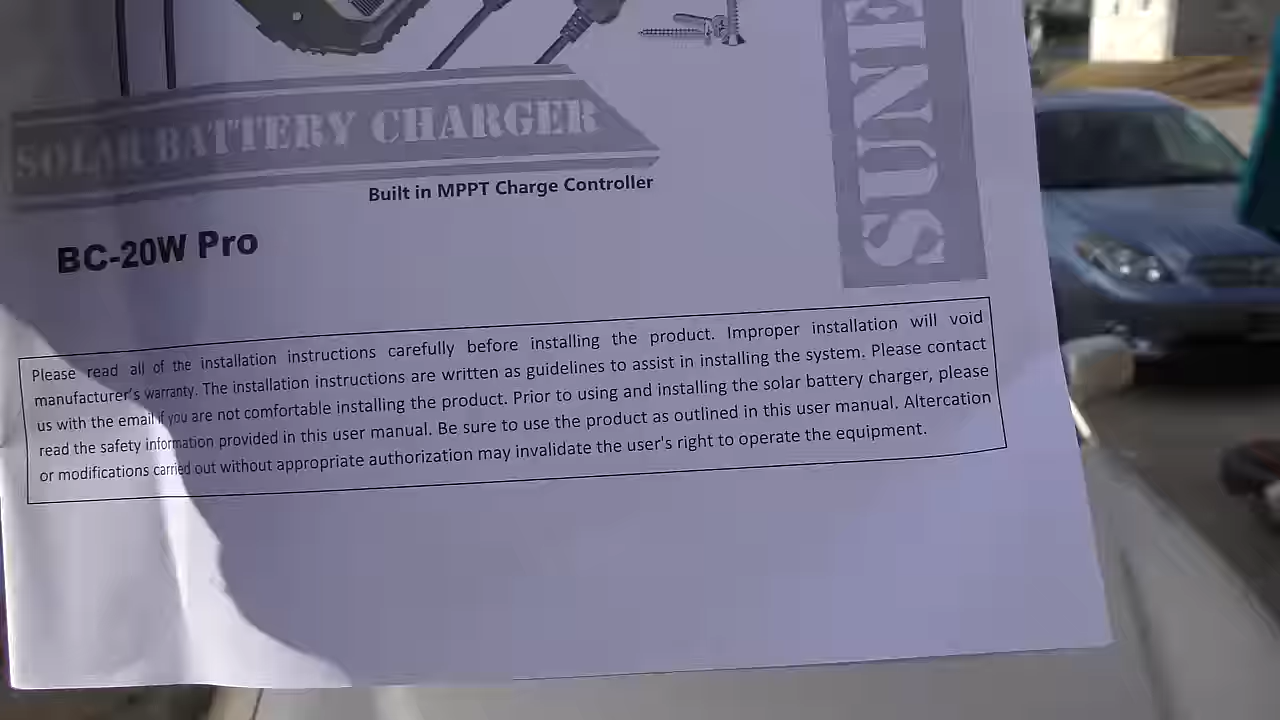 SOLAR BATTERY CHARGER
Built in MPPT Charge Controller
BC-20W Pro
SUNE
Please read all of the installation instructions carefully before installing the product. Improper installation will void
manufacturer's warranty. The installation instructions are written as guidelines to assist in installing the system. Please contact
us with the email if you are not comfortable installing the product. Prior to using and installing the solar battery charger, please
read the safety information provided in this user manual. Be sure to use the product as outlined in this user manual. Altercation
or modifications carried out without appropriate authorization may invalidate the user's right to operate the equipment.